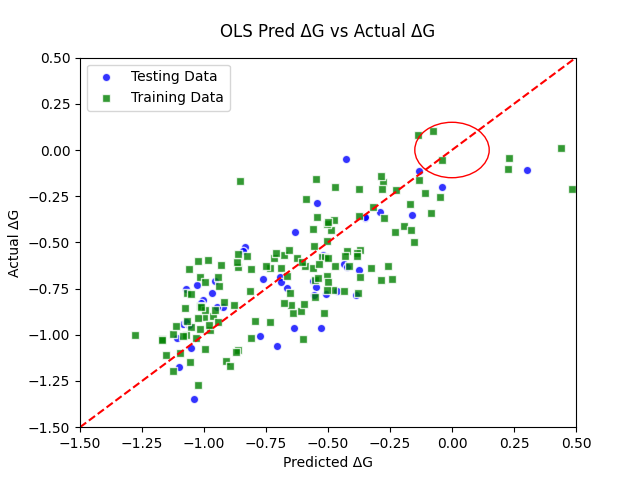 OLS Pred ΔG vs Actual ΔG
Testing Data
Training Data
0.50
0.25
0.00
−0.25
−0.50
−0.75
−1.00
−1.25
−1.50
Actual ΔG
−1.50 −1.25 −1.00 −0.75 −0.50 −0.25 0.00 0.25 0.50
Predicted ΔG